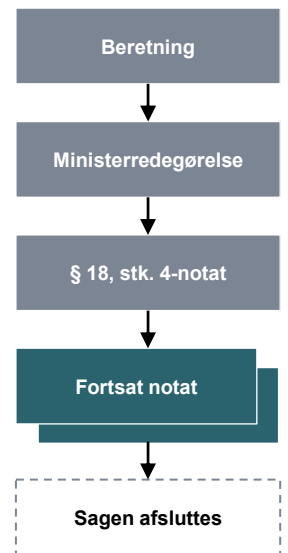 Beretning
Ministerredegørelse
§ 18, stk. 4-notat
Fortsat notat
Sagen afsluttes